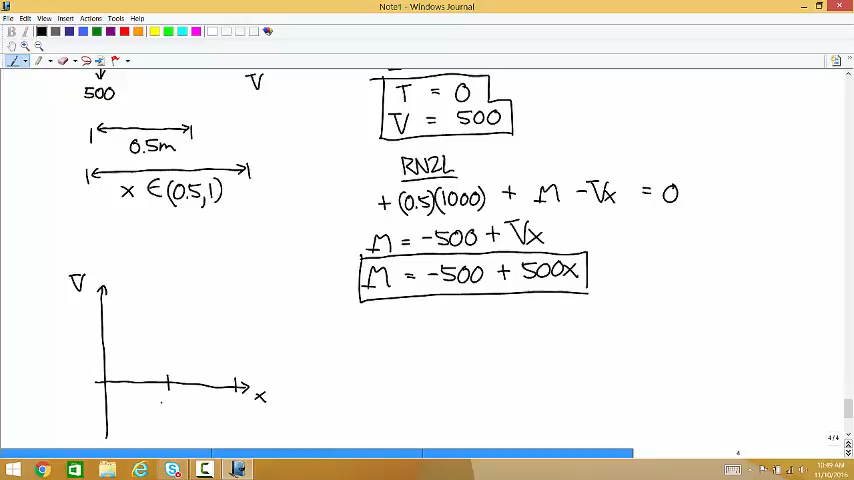 Note1 - Windows Journal
File Edit View Insert Actions Tools Help
B
500
V
T = 0
V = 500
0.5m
x ∈ (0.5,1)
RN2L
+(0.5)(1000) + M - Vx = 0
M = -500 + Vx
M = -500 + 500x
V
x
4/4
4
10:49 AM
11/10/2016